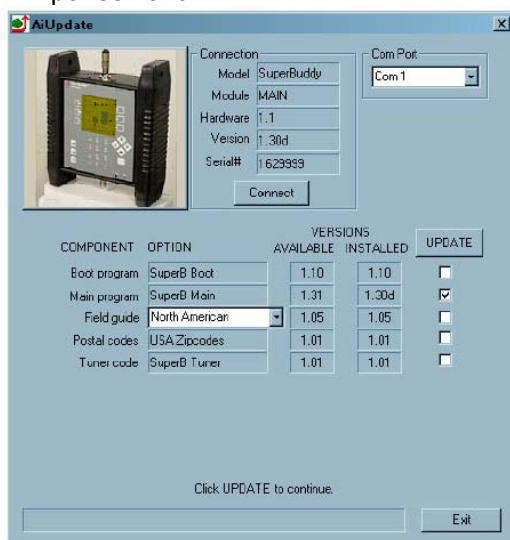 AiUpdate
Connection
Model SuperBuddy
Module MAIN
Hardware 1.1
Version 1.30d
Serial# 1629999
Connect
Com Port
Com 1
VERSIONS
COMPONENT OPTION AVAILABLE INSTALLED UPDATE
Boot program SuperB Boot 1.10 1.10
Main program SuperB Main 1.31 1.30d
Field guide North American 1.05 1.05
Postal codes USA Zipcodes 1.01 1.01
Tuner code SuperB Tuner 1.01 1.01
Click UPDATE to continue.
Exit